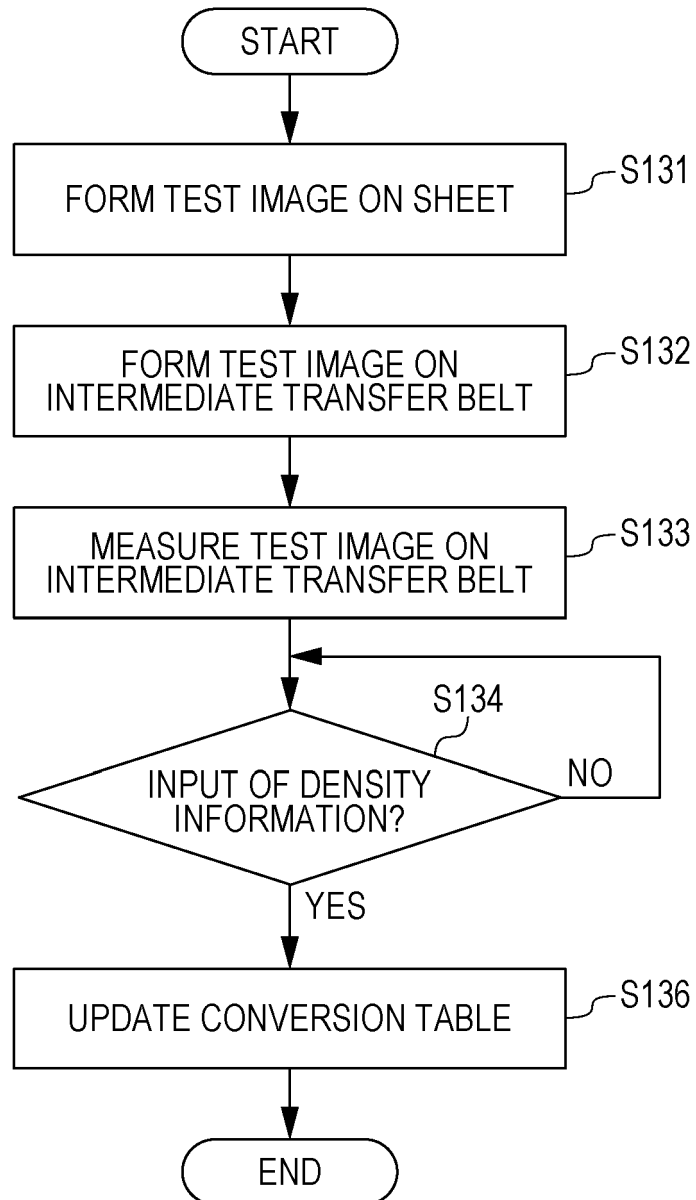 START
FORM TEST IMAGE ON SHEET
S131
FORM TEST IMAGE ON
INTERMEDIATE TRANSFER BELT
S132
MEASURE TEST IMAGE ON
INTERMEDIATE TRANSFER BELT
S133
S134
INPUT OF DENSITY
INFORMATION?
NO
YES
UPDATE CONVERSION TABLE
S136
END